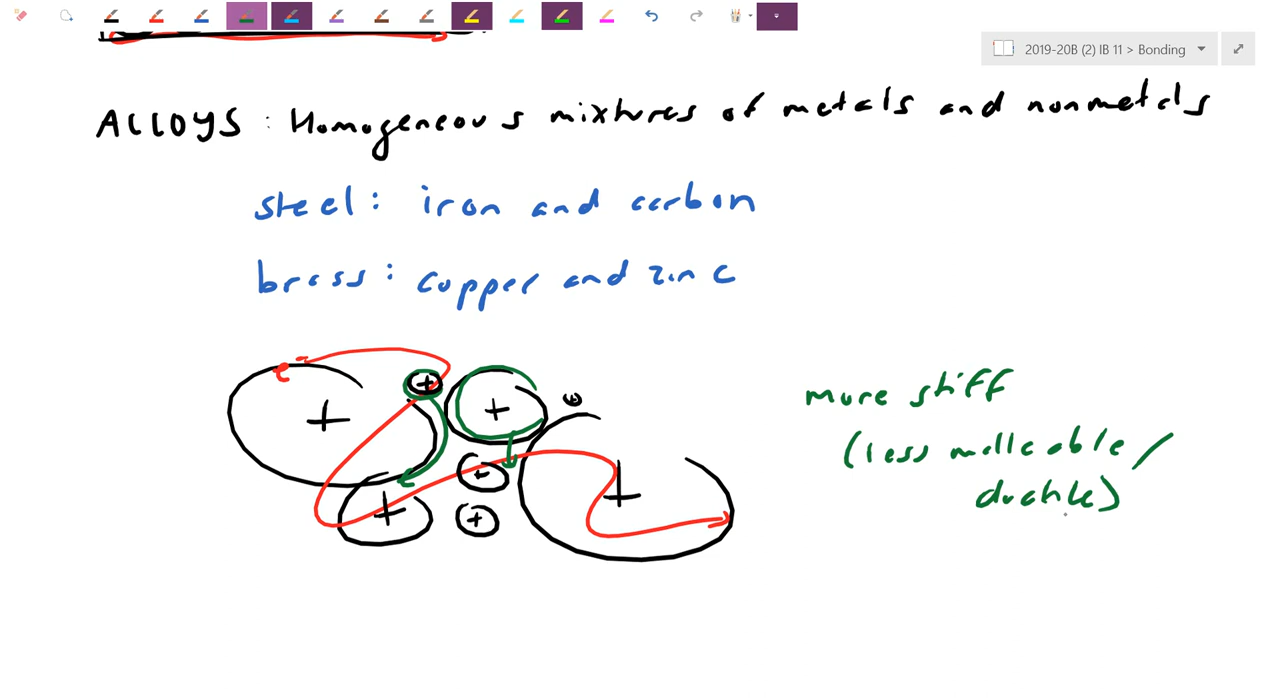 2019-20B (2) IB 11 > Bonding
ALLOYS : Homogeneous mixtures of metals and nonmetals
steel : iron and carbon
brass : copper and zinc
e⁻
+ + + +
+ + + +
more stiff
(less malleable/
ductile)